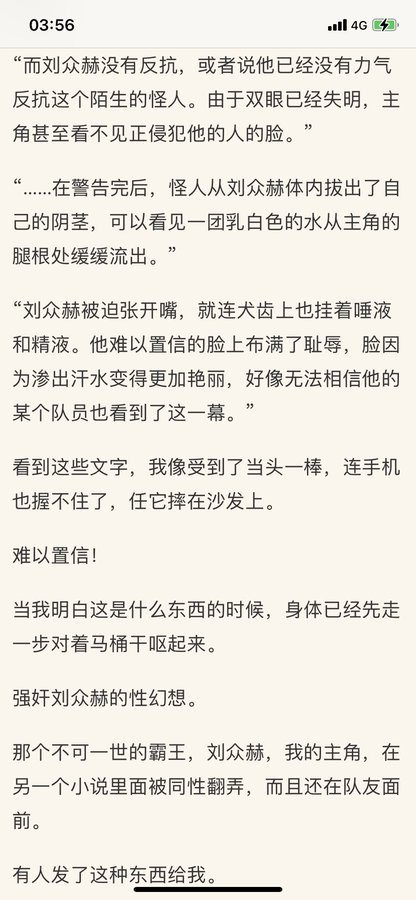 03:56
4G
“而刘众赫没有反抗，或者说他已经没有力气
反抗这个陌生的怪人。由于双眼已经失明，主
角甚至看不见正侵犯他的人的脸。”
“......在警告完后，怪人从刘众赫体内拔出了自
己的阴茎，可以看见一团乳白色的水从主角的
腿根处缓缓流出。”
“刘众赫被迫张开嘴，就连犬齿上也挂着唾液
和精液。他难以置信的脸上布满了耻辱，脸因
为渗出汗水变得更加艳丽，好像无法相信他的
某个队员也看到了这一幕。”
看到这些文字，我像受到了当头一棒，连手机
也握不住了，任它摔在沙发上。
难以置信！
当我明白这是什么东西的时候，身体已经先走
一步对着马桶干呕起来。
强奸刘众赫的性幻想。
那个不可一世的霸王，刘众赫，我的主角，在
另一个小说里面被同性翻弄，而且还在队友面
前。
有人发了这种东西给我。